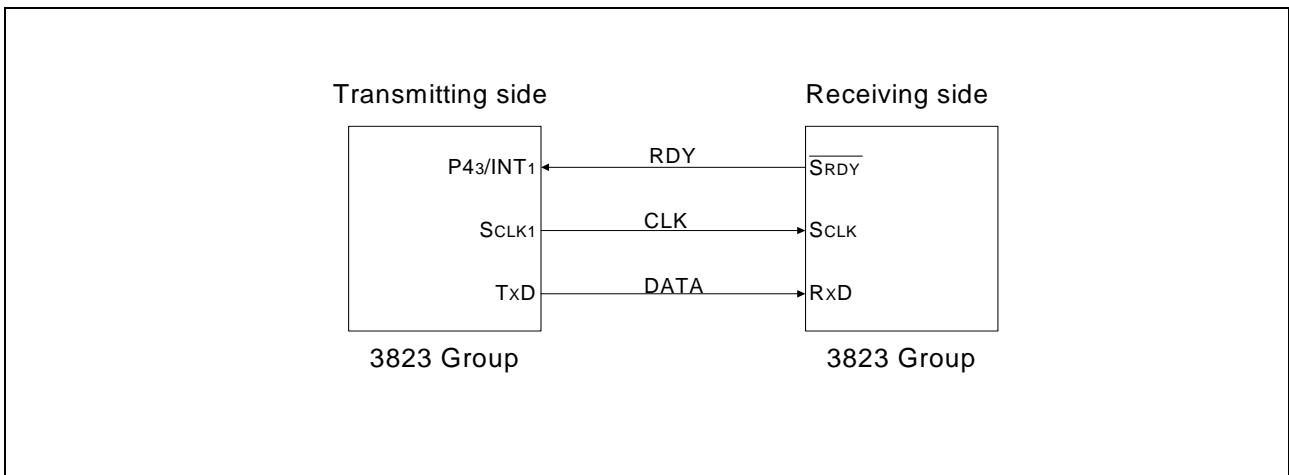 Transmitting side
Receiving side
P43/INT1
RDY
SRDY
SCLK1
CLK
SCLK
TXD
DATA
RXD
3823 Group
3823 Group